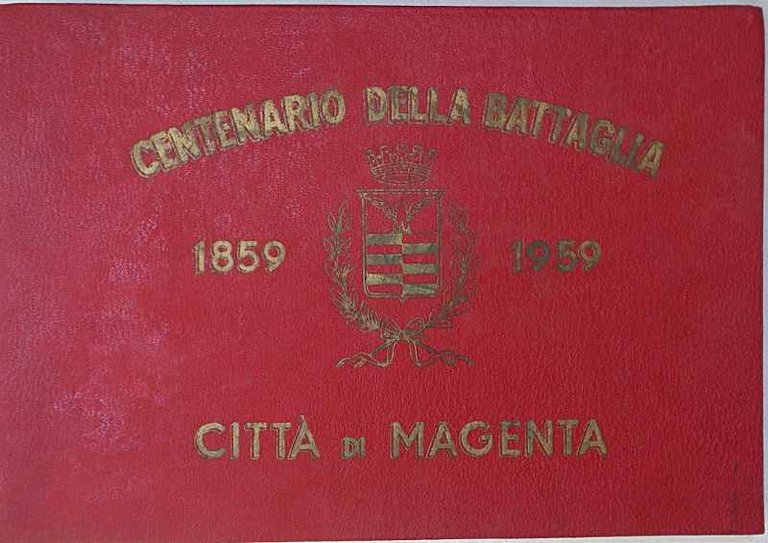 CENTENARIO DELLA BATTAGLIA
1859 1959
CITTÀ DI MAGENTA